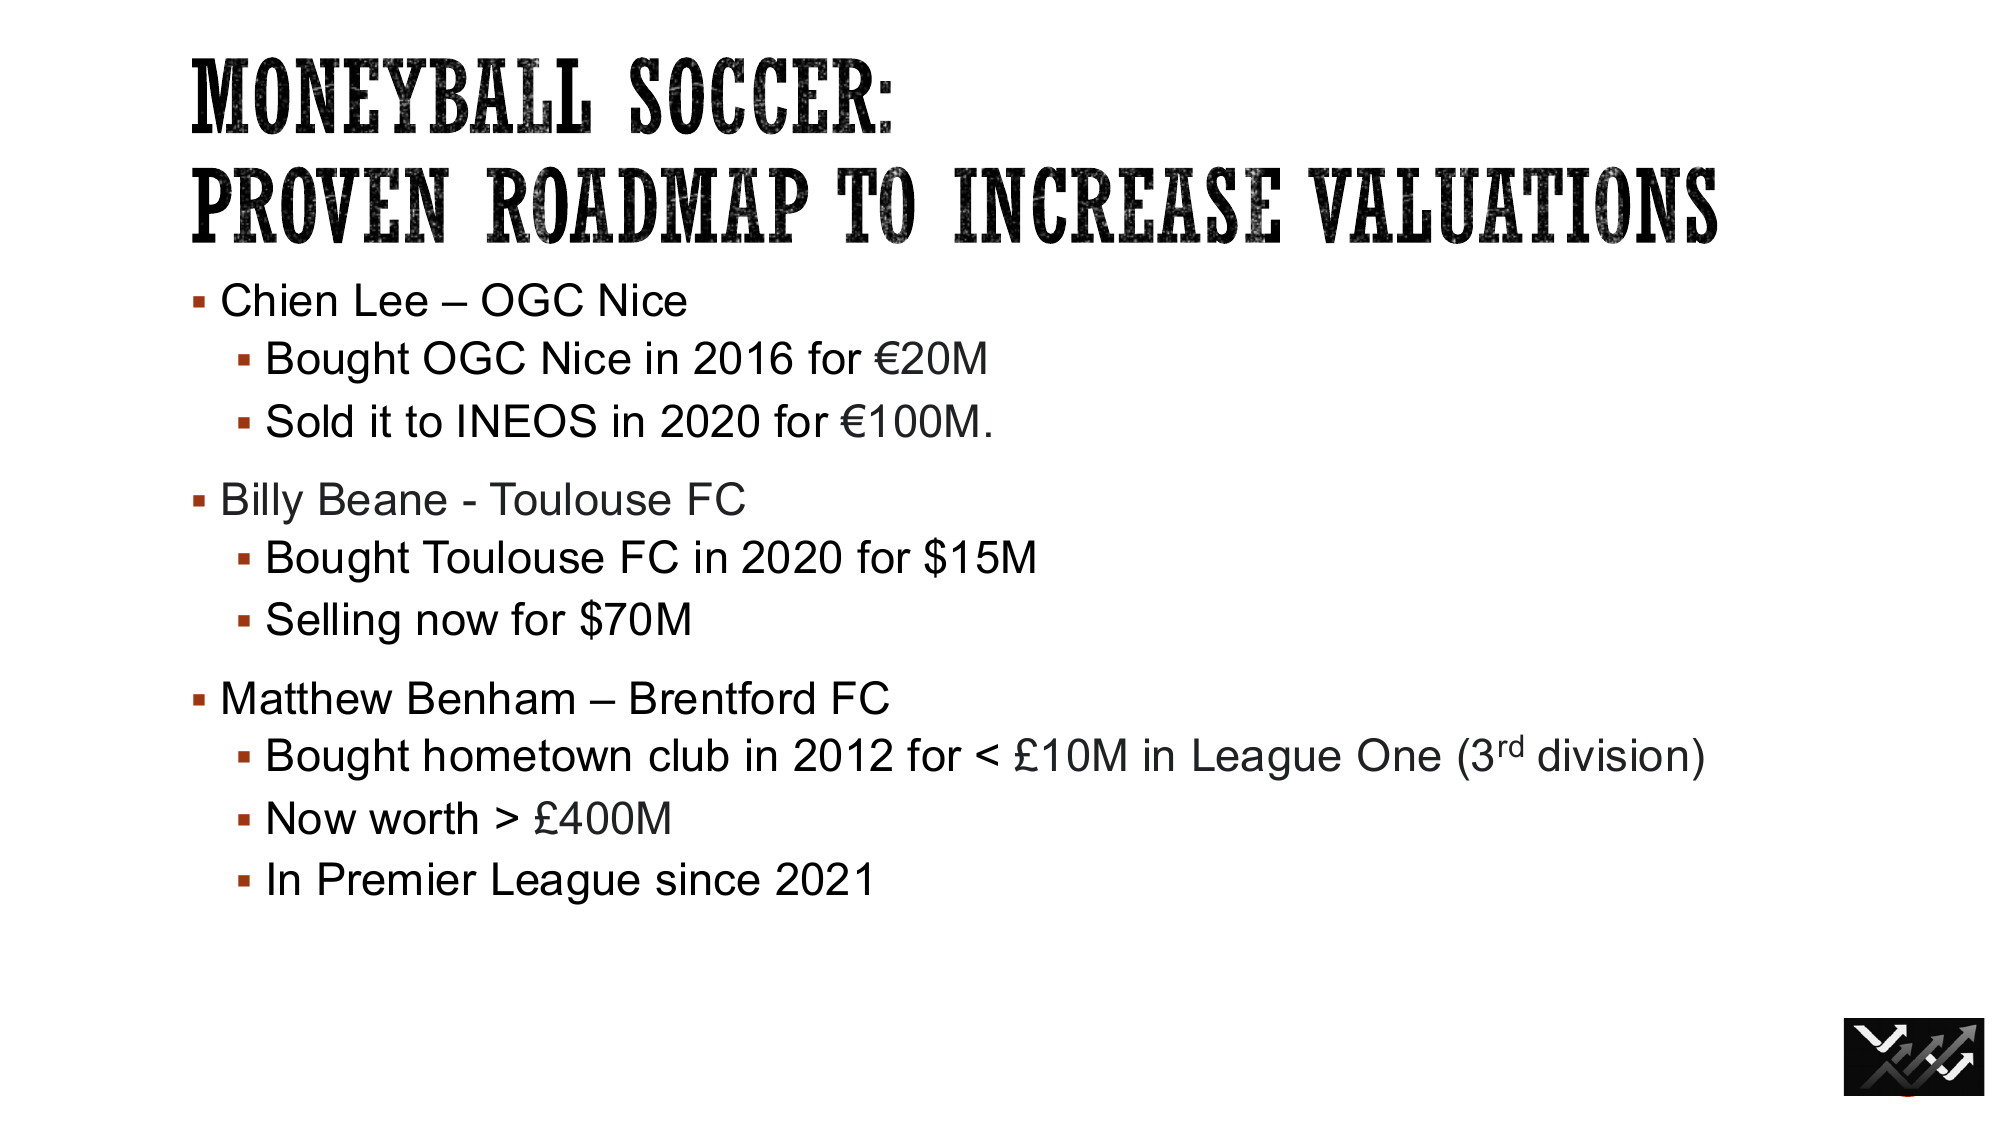 MONEYBALL SOCCER:
PROVEN ROADMAP TO INCREASE VALUATIONS
▪ Chien Lee – OGC Nice
▪ Bought OGC Nice in 2016 for €20M
▪ Sold it to INEOS in 2020 for €100M.
▪ Billy Beane - Toulouse FC
▪ Bought Toulouse FC in 2020 for $15M
▪ Selling now for $70M
▪ Matthew Benham – Brentford FC
▪ Bought hometown club in 2012 for < £10M in League One (3rd division)
▪ Now worth > £400M
▪ In Premier League since 2021